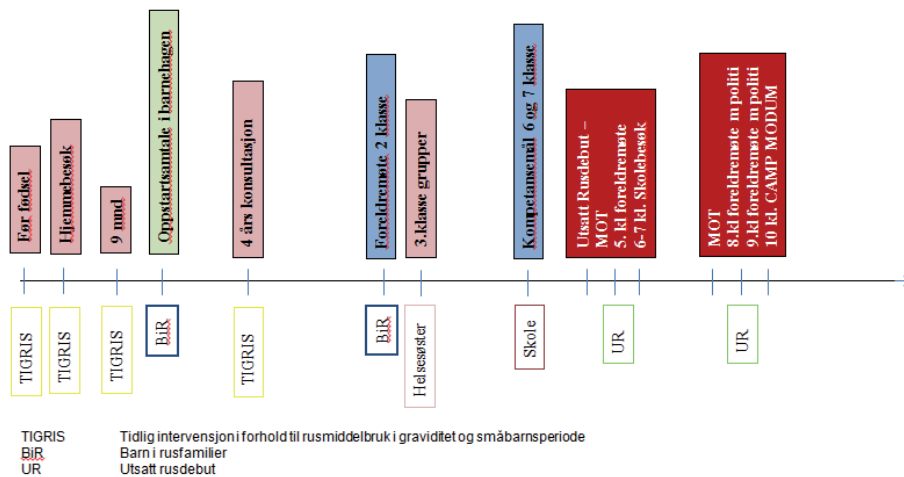 Før fødsel
Hjemmebesøk
9 mnd
Oppstartsamtale i barnehagen
4 års konsultasjon
Foreldremøte 2 klasse
3.klasse grupper
Kompetansemål 6 og 7 klasse
Utsatt Rusdebut –
MOT
5. kl foreldremøte
6-7 kl. Skolebesøk
MOT
8.kl foreldremøte m politi
9.kl foreldremøte m politi
10 kl. CAMP MODUM
TIGRIS
TIGRIS
TIGRIS
BiR
TIGRIS
BiR
Helsesøster
Skole
UR
UR
TIGRIS Tidlig intervensjon i forhold til rusmiddelbruk i graviditet og småbarnsperiode
BiR Barn i rusfamilier
UR Utsatt rusdebut